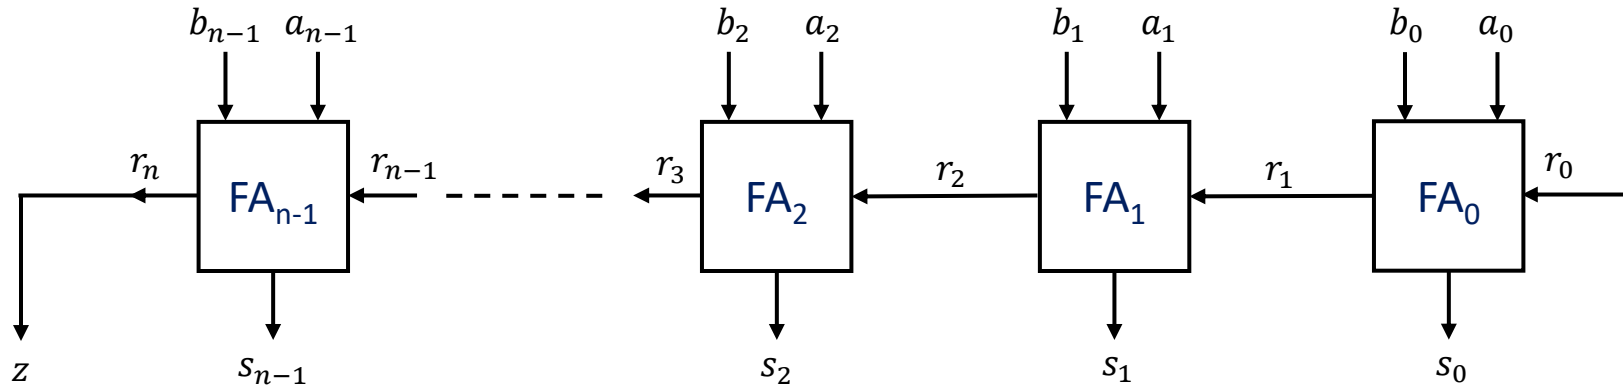 bₙ₋₁ aₙ₋₁ b₂ a₂ b₁ a₁ b₀ a₀
rₙ FAn-1 rₙ₋₁ r₃ FA₂ r₂ FA₁ r₁ FA₀ r₀
z sₙ₋₁ s₂ s₁ s₀